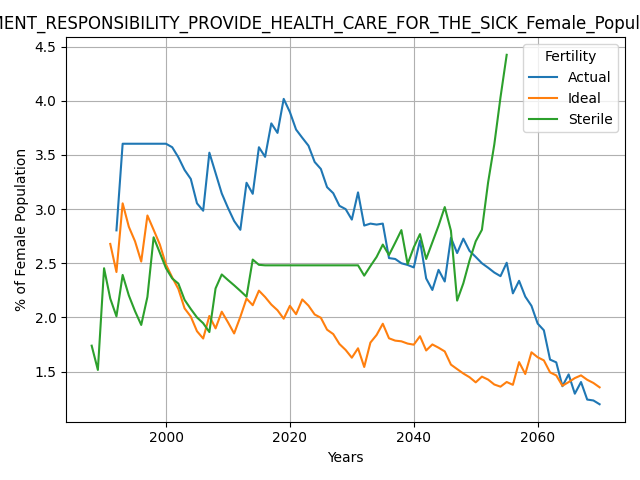 MENT_RESPONSIBILITY_PROVIDE_HEALTH_CARE_FOR_THE_SICK_Female_Popul
Fertility
Actual
Ideal
Sterile
% of Female Population
4.5
4.0
3.5
3.0
2.5
2.0
1.5
2000
2020
2040
2060
Years